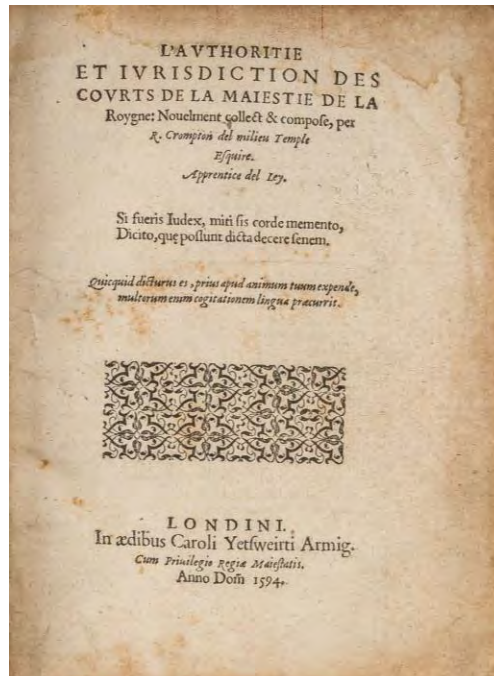 L'AVTHORITIE
ET IVRISDICTION DES
COVRTS DE LA MAIESTIE DE LA
Roygne: Nouelment collect & compoſe, per
R. Crompton del milieu Temple
Eſquire.
Apprentice del Ley.
Si fueris Iudex, miti ſis corde memento,
Dicito, quę poſſunt dicta decere ſenem.
Quicquid dicturus es, prius apud animum tuum expende,
multorum enim cogitationem lingua præcurrit.
LONDINI.
In ædibus Caroli Yetſweirti Armig.
Cum Priuilegio Regiæ Maieſtatis.
Anno Dom̄ 1594.